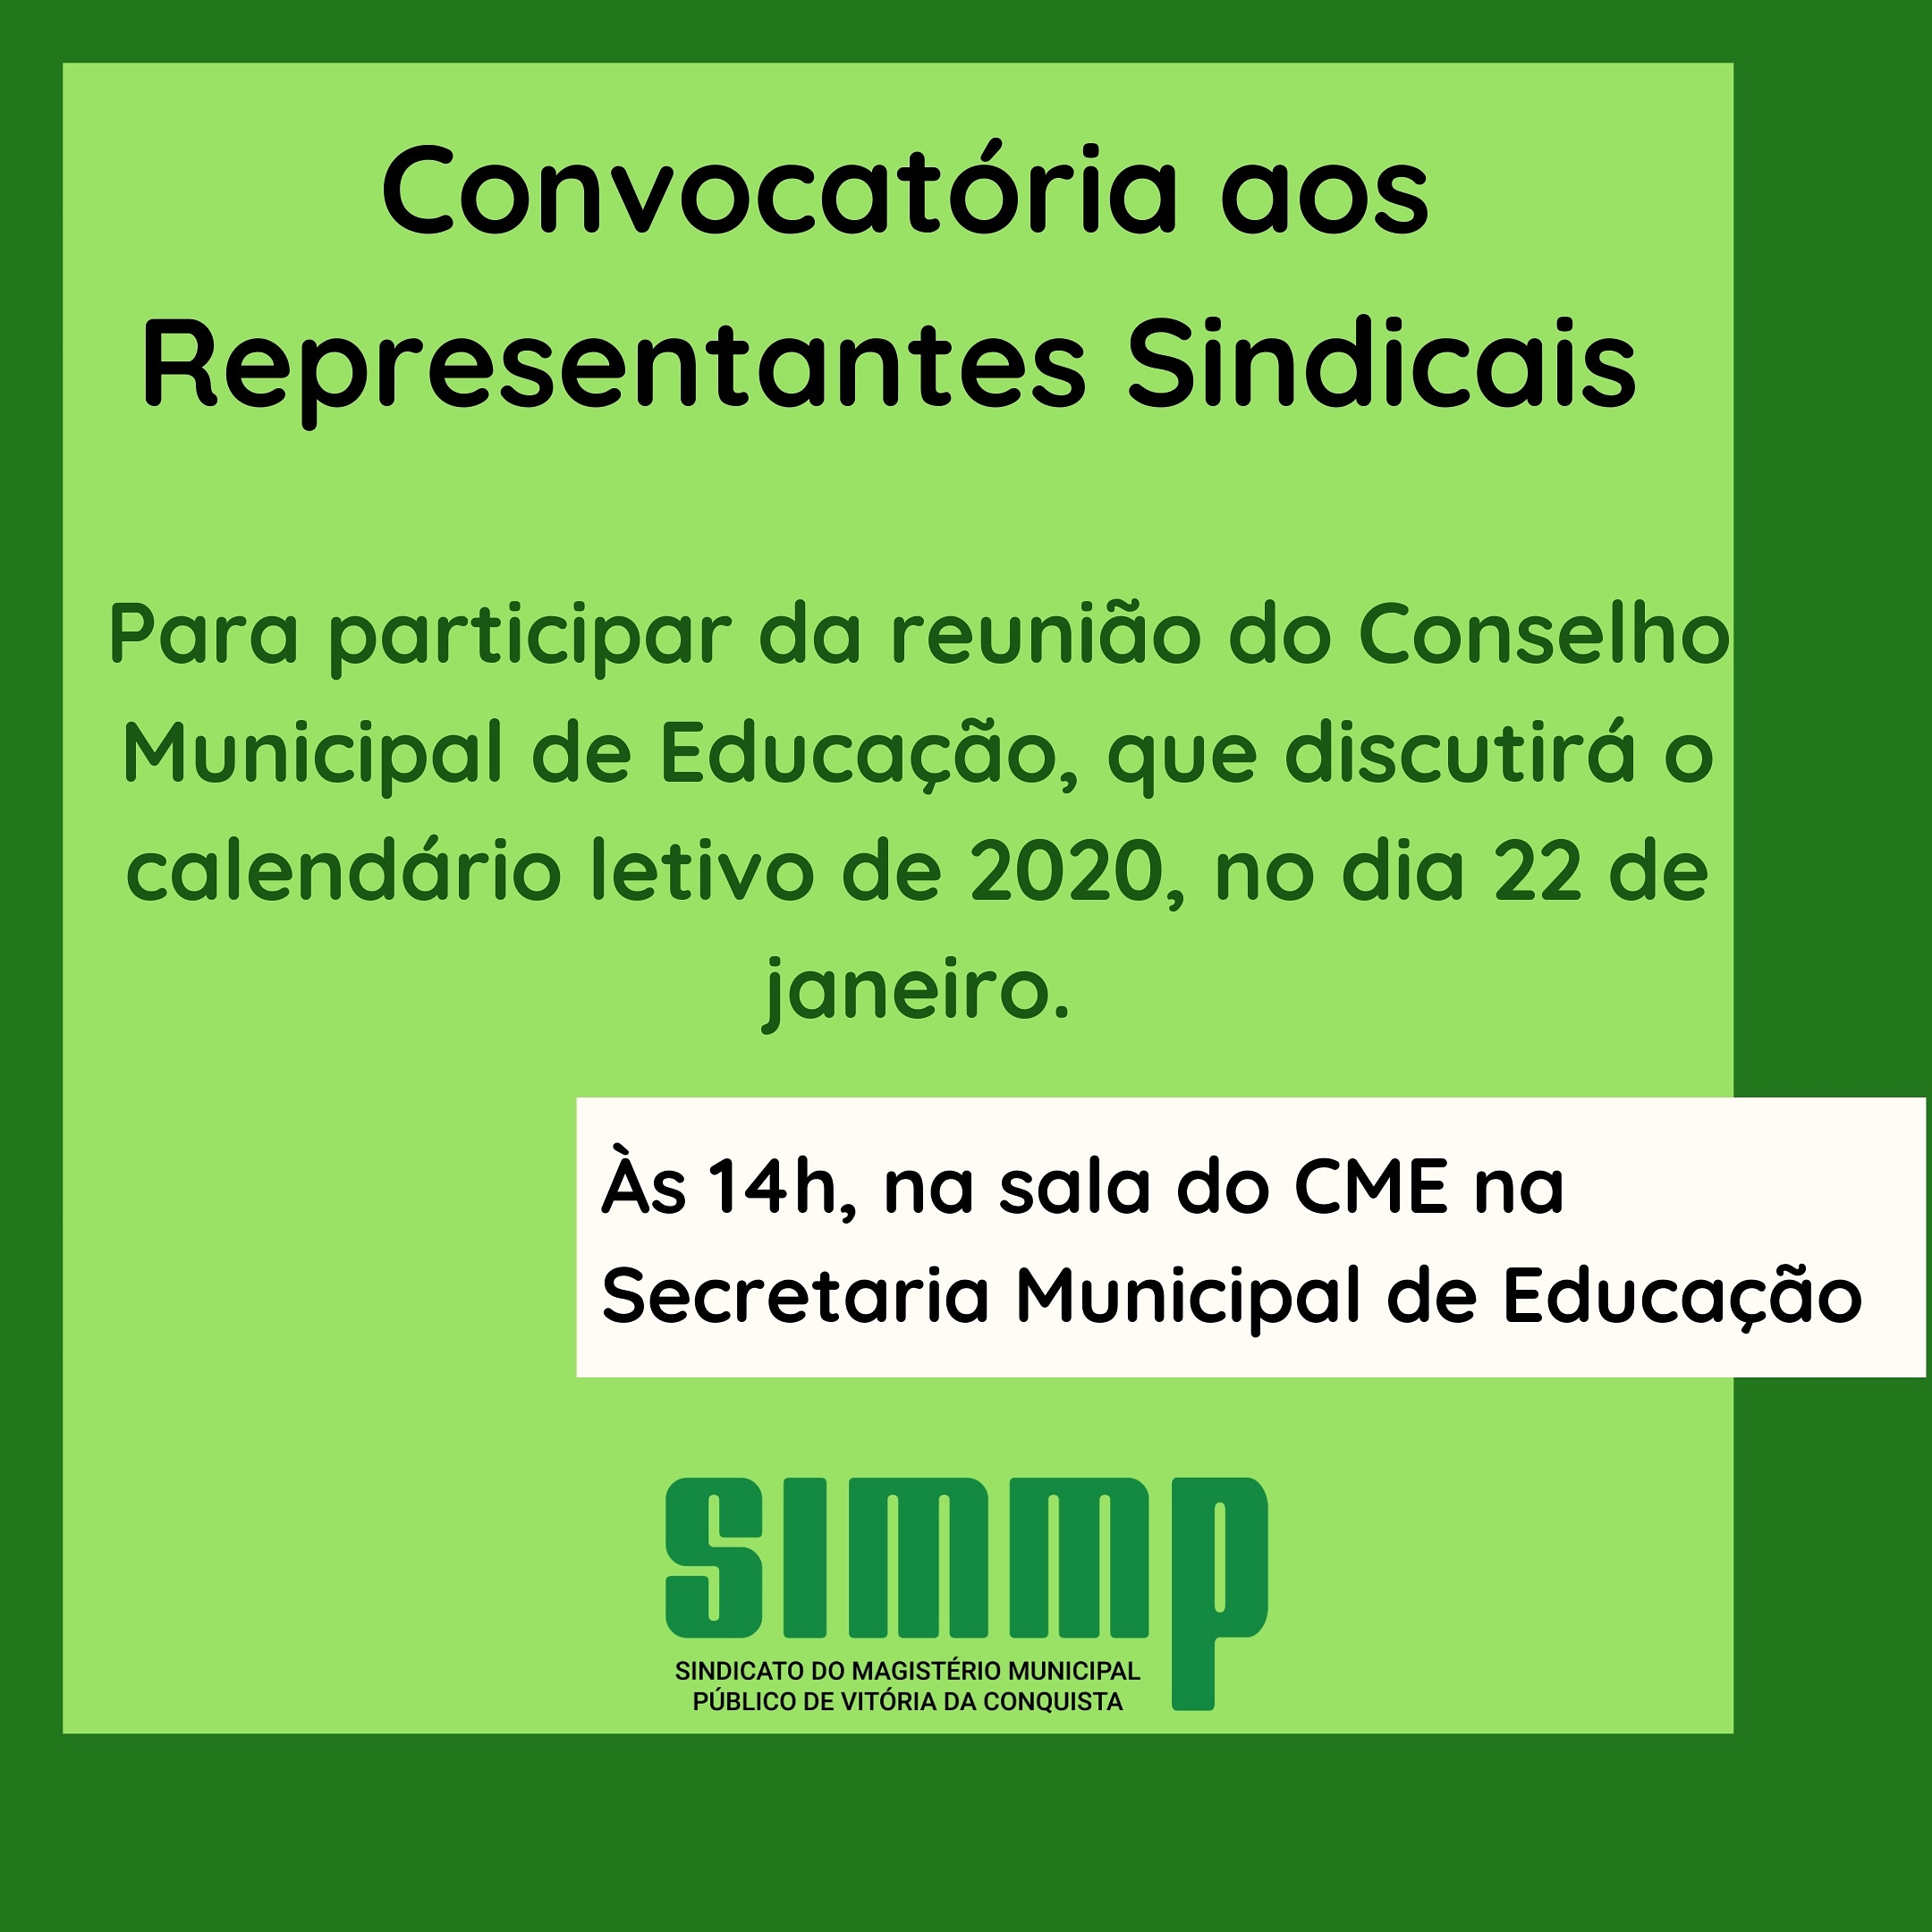 Convocatória aos
Representantes Sindicais
Para participar da reunião do Conselho
Municipal de Educação, que discutirá o
calendário letivo de 2020, no dia 22 de
janeiro.
Às 14h, na sala do CME na
Secretaria Municipal de Educação
simmp
SINDICATO DO MAGISTÉRIO MUNICIPAL
PÚBLICO DE VITÓRIA DA CONQUISTA